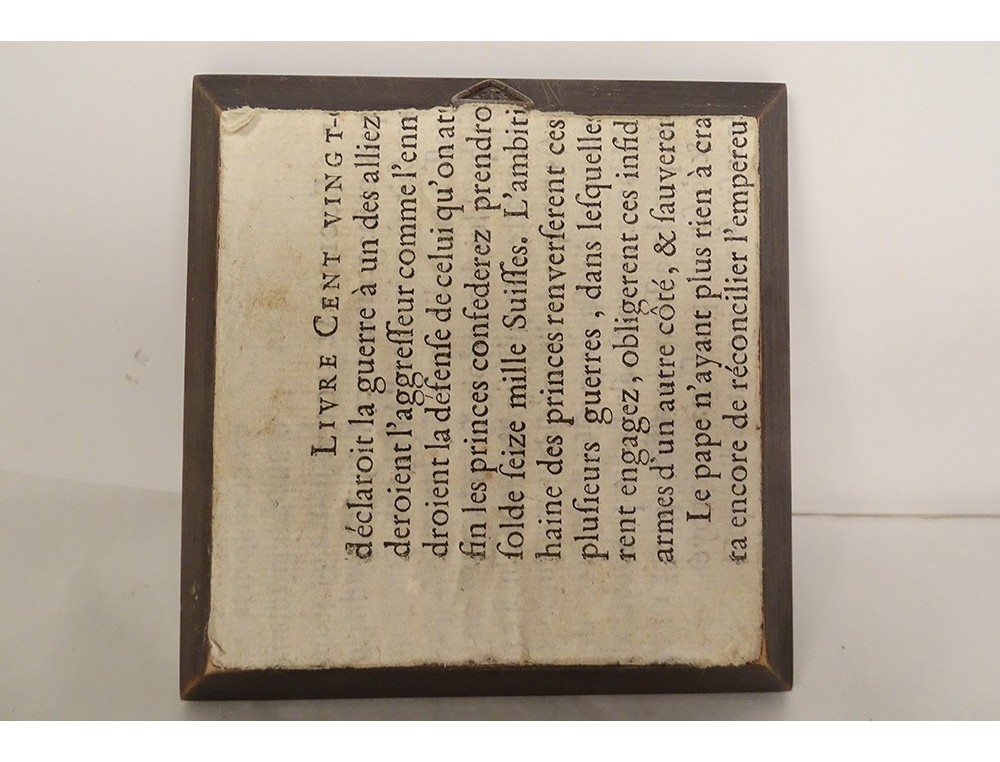 LIVRE CENT VINGT-
déclaroit la guerre à un des alliez
deroient l'aggreſſeur comme l'enn
droient la défenſe de celui qu'on at
fin les princes confederez prendro
ſolde ſeize mille Suiſſes. L'ambiti
haine des princes renverſerent ces
pluſieurs guerres, dans leſquelles
rent engagez, obligerent ces infid
armes d'un autre côté, & ſauverent
Le pape n'ayant plus rien à cra
ta encore de réconcilier l'empereu